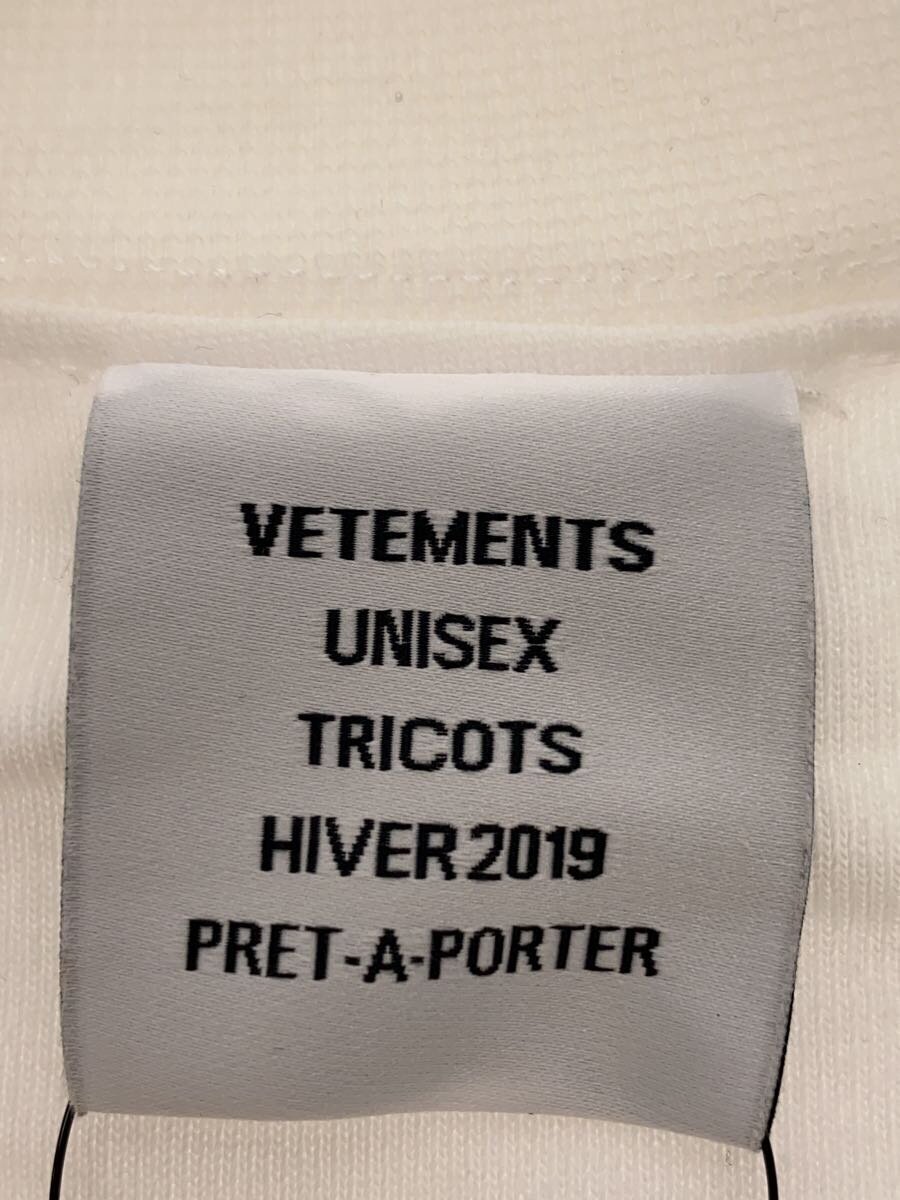 VETEMENTS
UNISEX
TRICOTS
HIVER 2019
PRET-A-PORTER